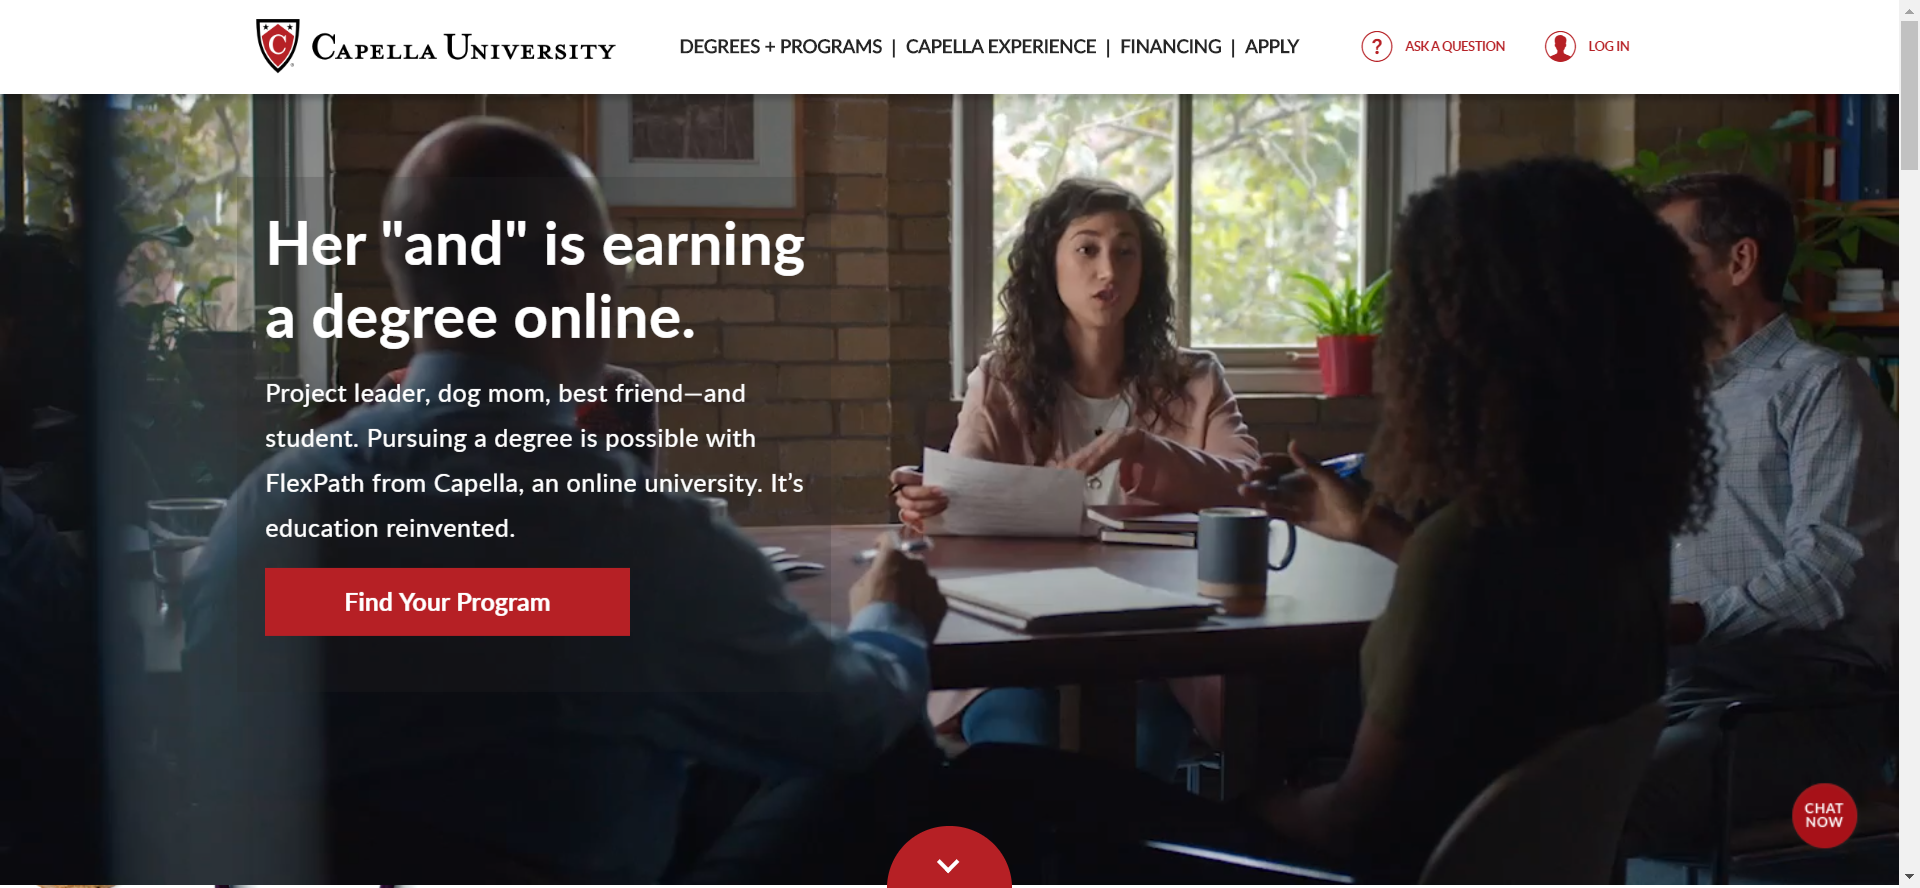 CAPELLA UNIVERSITY
DEGREES + PROGRAMS | CAPELLA EXPERIENCE | FINANCING | APPLY
ASK A QUESTION
LOG IN
Her "and" is earning
a degree online.
Project leader, dog mom, best friend—and
student. Pursuing a degree is possible with
FlexPath from Capella, an online university. It’s
education reinvented.
Find Your Program
CHAT
NOW